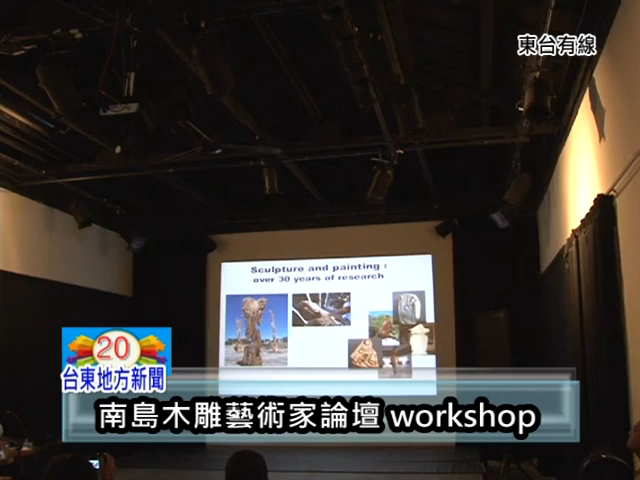 東台有線
Sculpture and painting :
over 30 years of research
20
台東地方新聞
南島木雕藝術家論壇 workshop